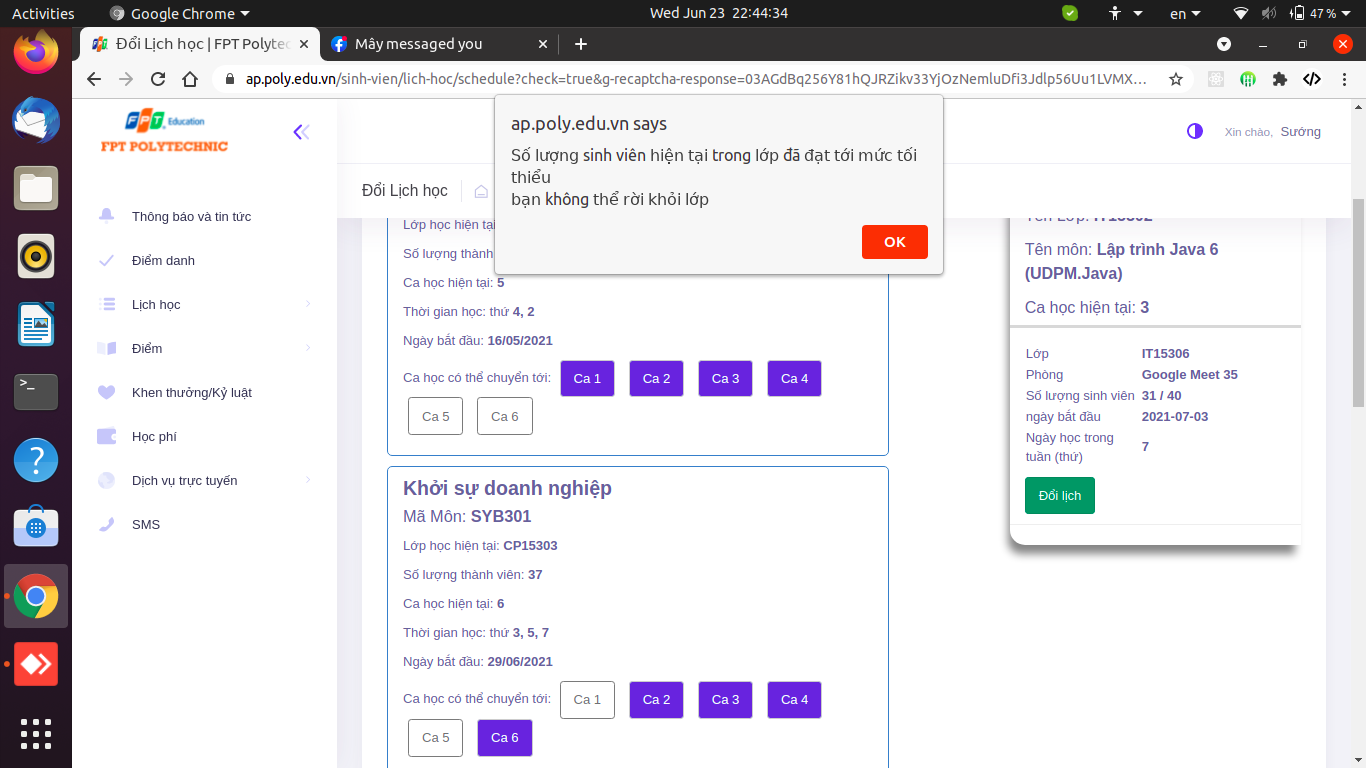 Activities
Google Chrome
Wed Jun 23 22:44:34
en
47 %
Đổi Lịch học | FPT Polytec
Mây messaged you
ap.poly.edu.vn/sinh-vien/lich-hoc/schedule?check=true&g-recaptcha-response=03AGdBq256Y81hQJRZikv33YjOzNemluDfi3Jdlp56Uu1LVMX…
FPT Education
FPT POLYTECHNIC
Xin chào, Sướng
ap.poly.edu.vn says
Số lượng sinh viên hiện tại trong lớp đã đạt tới mức tối
thiểu
bạn không thể rời khỏi lớp
OK
Đổi Lịch học
Thông báo và tin tức
Điểm danh
Lịch học
Điểm
Khen thưởng/Kỷ luật
Học phí
Dịch vụ trực tuyến
SMS
Lớp học hiện tại
Số lượng thành
Ca học hiện tại: 5
Thời gian học: thứ 4, 2
Ngày bắt đầu: 16/05/2021
Ca học có thể chuyển tới: Ca 1 Ca 2 Ca 3 Ca 4
Ca 5 Ca 6
Khởi sự doanh nghiệp
Mã Môn: SYB301
Lớp học hiện tại: CP15303
Số lượng thành viên: 37
Ca học hiện tại: 6
Thời gian học: thứ 3, 5, 7
Ngày bắt đầu: 29/06/2021
Ca học có thể chuyển tới: Ca 1 Ca 2 Ca 3 Ca 4
Ca 5 Ca 6
Tên Lớp: IT15302
Tên môn: Lập trình Java 6
(UDPM.Java)
Ca học hiện tại: 3
Lớp IT15306
Phòng Google Meet 35
Số lượng sinh viên 31 / 40
ngày bắt đầu 2021-07-03
Ngày học trong
tuần (thứ) 7
Đổi lịch